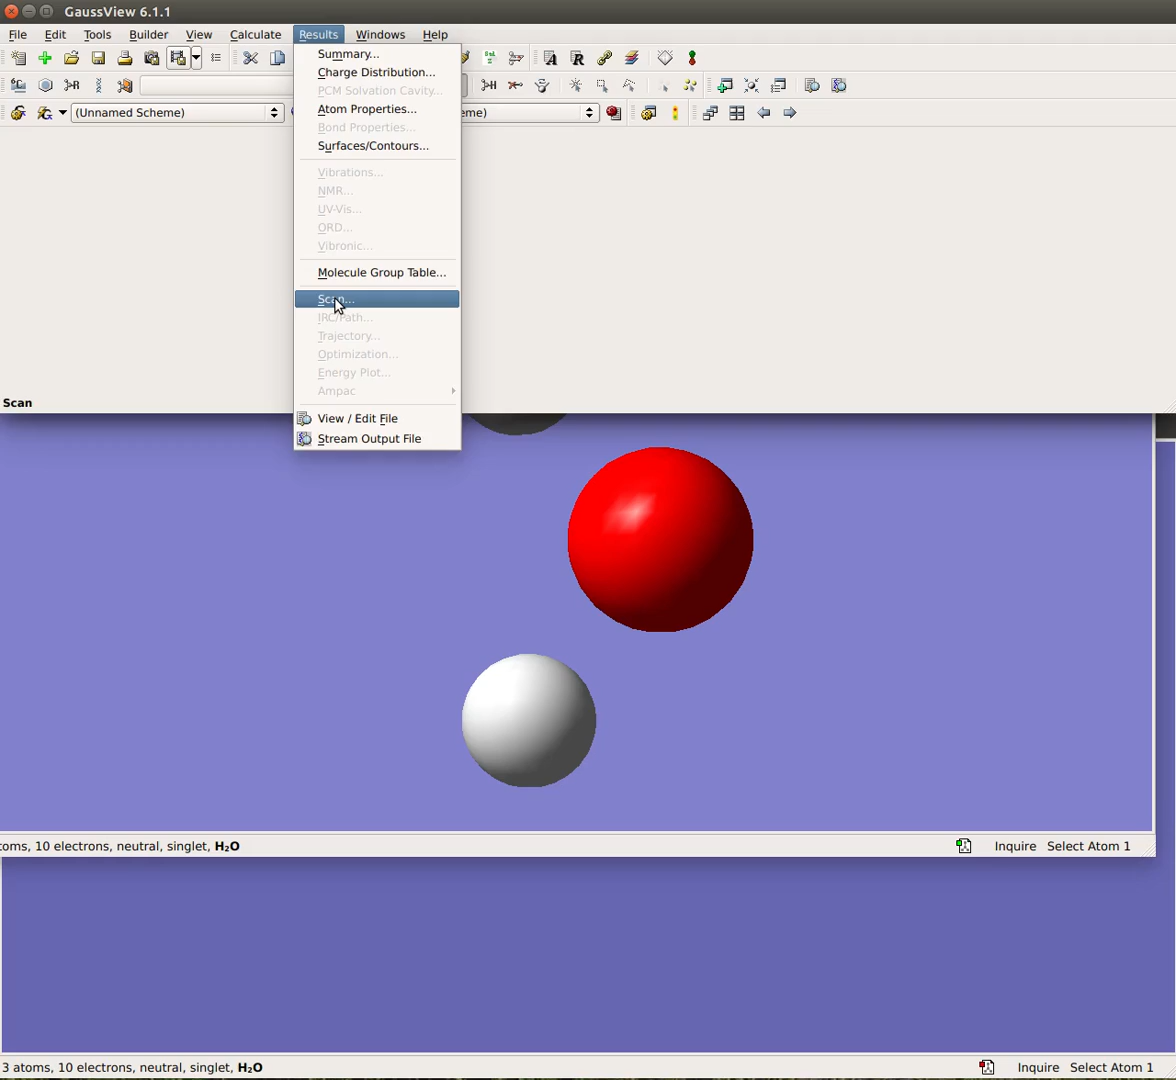 GaussView 6.1.1
File Edit Tools Builder View Calculate Results Windows Help
Summary...
Charge Distribution...
PCM Solvation Cavity...
Atom Properties...
(Unnamed Scheme) eme)
Bond Properties...
Surfaces/Contours...
Vibrations...
NMR...
UV-Vis...
ORD...
Vibronic...
Molecule Group Table...
Scan...
IRC/Path...
Trajectory...
Optimization...
Energy Plot...
Ampac
Scan
View / Edit File
Stream Output File
toms, 10 electrons, neutral, singlet, H₂O Inquire Select Atom 1
3 atoms, 10 electrons, neutral, singlet, H₂O Inquire Select Atom 1